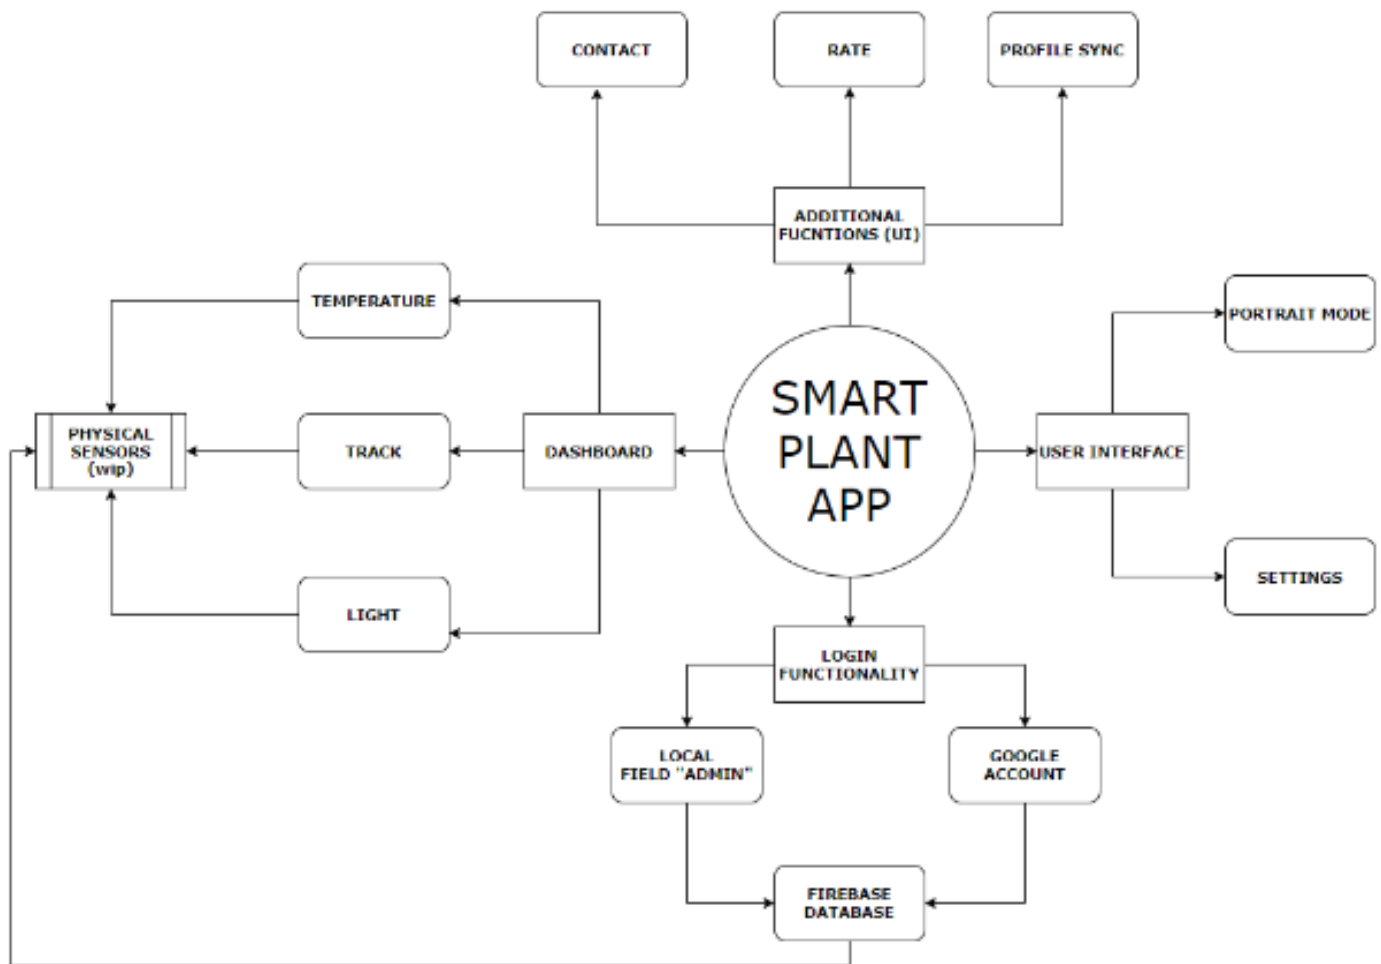 CONTACT
RATE
PROFILE SYNC
ADDITIONAL
FUCNTIONS (UI)
TEMPERATURE
PORTRAIT MODE
SMART
PLANT
APP
PHYSICAL
SENSORS
(wip)
TRACK
DASHBOARD
USER INTERFACE
SETTINGS
LIGHT
LOGIN
FUNCTIONALITY
LOCAL
FIELD "ADMIN"
GOOGLE
ACCOUNT
FIREBASE
DATABASE